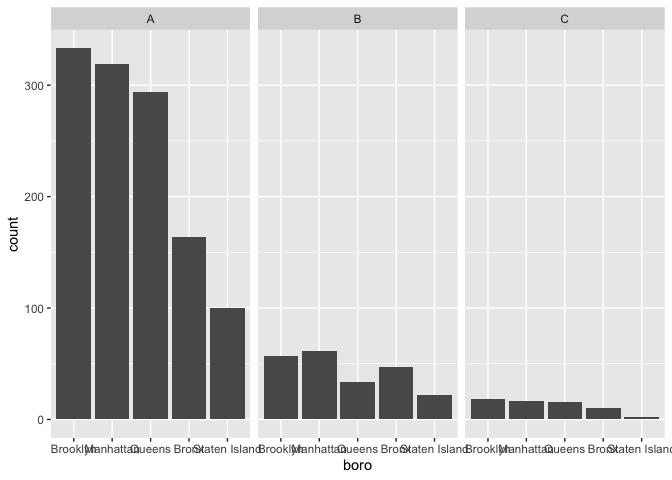 A B C
300
200
100
0
count
Brooklyn Manhattan Queens Bronx Staten Island Brooklyn Manhattan Queens Bronx Staten Island Brooklyn Manhattan Queens Bronx Staten Island
boro